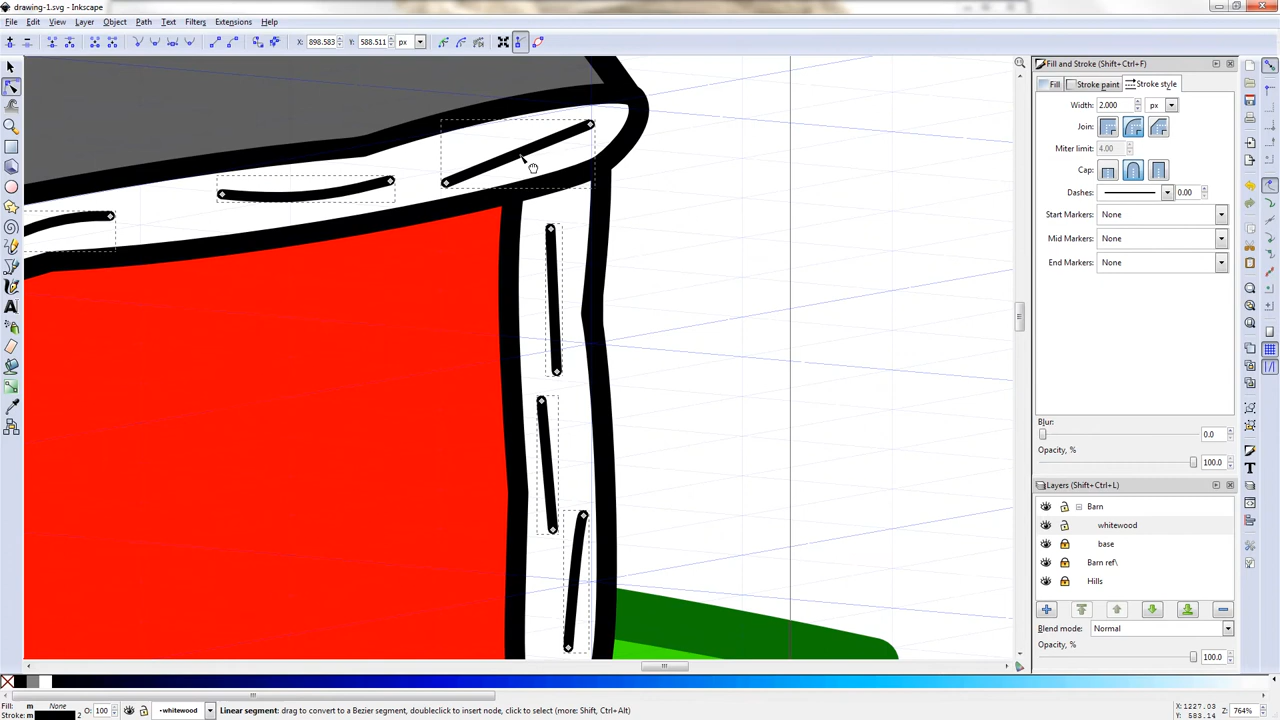 drawing-1.svg - Inkscape
File Edit View Layer Object Path Text Filters Extensions Help
X: 898.583 Y: 588.511 px
Fill and Stroke (Shift+Ctrl+F)
Fill Stroke paint Stroke style
Width: 2.000 px
Join:
Miter limit: 4.00
Cap:
Dashes: 0.00
Start Markers: None
Mid Markers: None
End Markers: None
Blur:
0.0
Opacity, %
100.0
Layers (Shift+Ctrl+L)
Barn
whitewood
base
Barn ref\
Hills
Blend mode: Normal
Opacity, %
100.0
Fill: m None
Stroke: m 2
O: 100
•whitewood
Linear segment: drag to convert to a Bezier segment, doubleclick to insert node, click to select (more: Shift, Ctrl+Alt)
X: 1227.08
Y: 583.24
Z: 764%